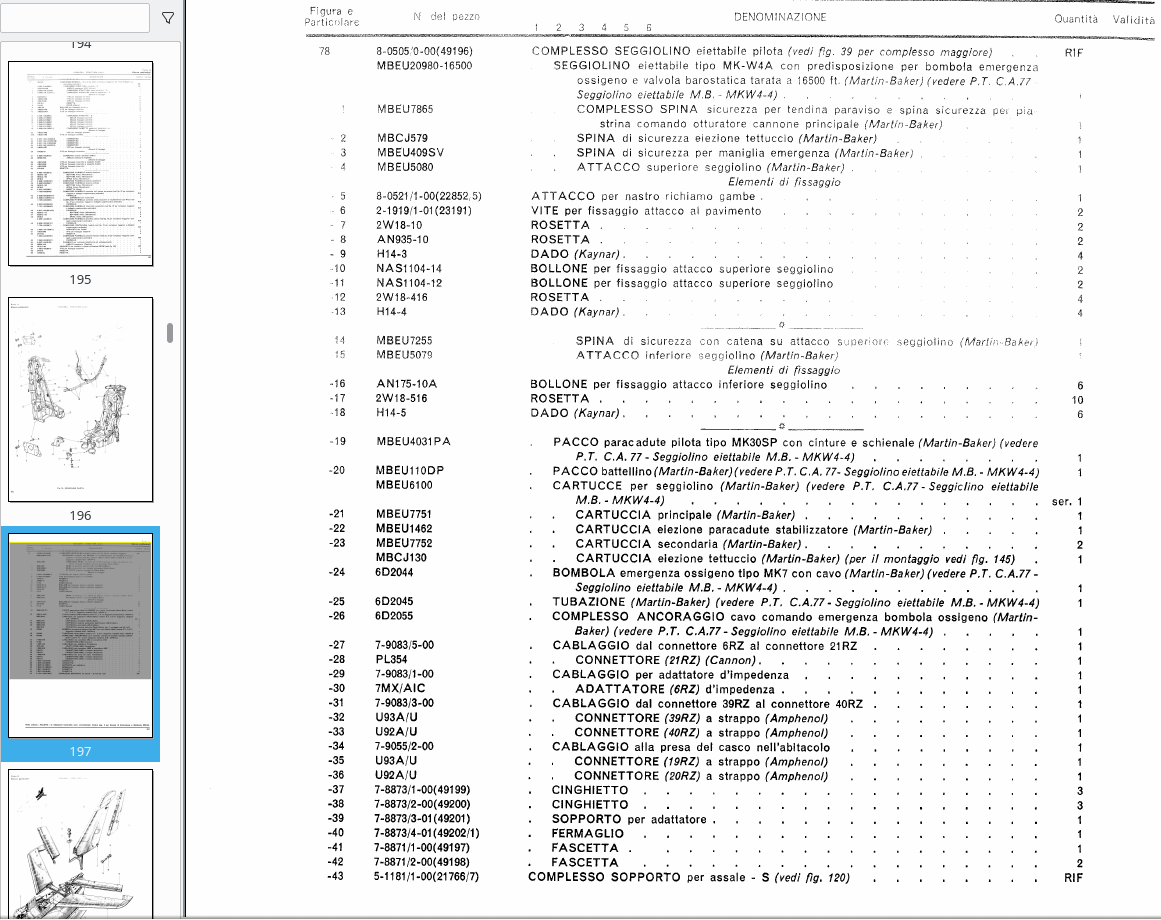 194
195
196
197
Figura e Particolare N° del pezzo 1 2 3 4 5 6 DENOMINAZIONE Quantità Validità
78 8-0505/0-00(49196) COMPLESSO SEGGIOLINO eiettabile pilota (vedi fig. 39 per complesso maggiore) . . RIF
MBEU20980-16500 SEGGIOLINO eiettabile tipo MK-W4A con predisposizione per bombola emergenza
ossigeno e valvola barostatica tarata a 16500 ft. (Martin-Baker) (vedere P.T. C.A.77
Seggiolino eiettabile M.B. - MKW4-4) . . . . . . . . . . . . 1
1 MBEU7865 COMPLESSO SPINA sicurezza per tendina paraviso e spina sicurezza per pia-
strina comando otturatore cannone principale (Martin-Baker) . . . . 1
- 2 MBCJ579 SPINA di sicurezza eiezione tettuccio (Martin-Baker) . . . . . . . 1
- 3 MBEU409SV . SPINA di sicurezza per maniglia emergenza (Martin-Baker) . . . . . 1
- 4 MBEU5080 . ATTACCO superiore seggiolino (Martin-Baker) . . . . . . . . 1
Elementi di fissaggio
- 5 8-0521/1-00(22852,5) ATTACCO per nastro richiamo gambe . . . . . . . . . . . . . 1
- 6 2-1919/1-01(23191) VITE per fissaggio attacco al pavimento . . . . . . . . . . . . 2
- 7 2W18-10 ROSETTA . . . . . . . . . . . . . . . . . . . 2
- 8 AN935-10 ROSETTA . . . . . . . . . . . . . . . . . . . 2
- 9 H14-3 DADO (Kaynar) . . . . . . . . . . . . . . . . . . 4
-10 NAS1104-14 BOLLONE per fissaggio attacco superiore seggiolino . . . . . . . . . 2
-11 NAS1104-12 BOLLONE per fissaggio attacco superiore seggiolino . . . . . . . . . 2
-12 2W18-416 ROSETTA . . . . . . . . . . . . . . . . . . . 4
-13 H14-4 DADO (Kaynar) . . . . . . . . . . . . . . . . . . 4
14 MBEU7255 SPINA di sicurezza con catena su attacco superiore seggiolino (Martin-Baker) 1
15 MBEU5079 ATTACCO inferiore seggiolino (Martin-Baker)
Elementi di fissaggio
-16 AN175-10A BOLLONE per fissaggio attacco inferiore seggiolino . . . . . . . . . 6
-17 2W18-516 ROSETTA . . . . . . . . . . . . . . . . . . . 10
-18 H14-5 DADO (Kaynar) . . . . . . . . . . . . . . . . . . 6
-19 MBEU4031PA . PACCO paracadute pilota tipo MK30SP con cinture e schienale (Martin-Baker) (vedere
P.T. C.A. 77 - Seggiolino eiettabile M.B. - MKW4-4) . . . . . . . . 1
-20 MBEU110DP . PACCO battellino (Martin-Baker) (vedere P.T. C.A. 77- Seggiolino eiettabile M.B. - MKW4-4) 1
MBEU6100 . CARTUCCE per seggiolino (Martin-Baker) (vedere P.T. C.A.77 - Seggiolino eiettabile
M.B. - MKW4-4) . . . . . . . . . . . . . . . . ser. 1
-21 MBEU7751 . . CARTUCCIA principale (Martin-Baker) . . . . . . . . . . . 1
-22 MBEU1462 . . CARTUCCIA eiezione paracadute stabilizzatore (Martin-Baker) . . . . . 1
-23 MBEU7752 . . CARTUCCIA secondaria (Martin-Baker) . . . . . . . . . . . 2
MBCJ130 . . CARTUCCIA eiezione tettuccio (Martin-Baker) (per il montaggio vedi fig. 145) . 1
-24 6D2044 . BOMBOLA emergenza ossigeno tipo MK7 con cavo (Martin-Baker) (vedere P.T. C.A.77 -
Seggiolino eiettabile M.B. - MKW4-4) . . . . . . . . . . . . 1
-25 6D2045 . TUBAZIONE (Martin-Baker) (vedere P.T. C.A.77 - Seggiolino eiettabile M.B. - MKW4-4) 1
-26 6D2055 . COMPLESSO ANCORAGGIO cavo comando emergenza bombola ossigeno (Martin-
Baker) (vedere P.T. C.A.77 - Seggiolino eiettabile M.B. - MKW4-4) . . . . . 1
-27 7-9083/5-00 . CABLAGGIO dal connettore 6RZ al connettore 21RZ . . . . . . . . 1
-28 PL354 . . CONNETTORE (21RZ) (Cannon) . . . . . . . . . . . . . 1
-29 7-9083/1-00 . CABLAGGIO per adattatore d'impedenza . . . . . . . . . . . 1
-30 7MX/AIC . . ADATTATORE (6RZ) d'impedenza . . . . . . . . . . . . 1
-31 7-9083/3-00 . CABLAGGIO dal connettore 39RZ al connettore 40RZ . . . . . . . . 1
-32 U93A/U . . CONNETTORE (39RZ) a strappo (Amphenol) . . . . . . . . . . 1
-33 U92A/U . . CONNETTORE (40RZ) a strappo (Amphenol) . . . . . . . . . . 1
-34 7-9055/2-00 . CABLAGGIO alla presa del casco nell'abitacolo . . . . . . . . . 1
-35 U93A/U . . CONNETTORE (19RZ) a strappo (Amphenol) . . . . . . . . . . 1
-36 U92A/U . . CONNETTORE (20RZ) a strappo (Amphenol) . . . . . . . . . . 1
-37 7-8873/1-00(49199) . CINGHIETTO . . . . . . . . . . . . . . . . . 3
-38 7-8873/2-00(49200) . CINGHIETTO . . . . . . . . . . . . . . . . . 3
-39 7-8873/3-01(49201) . SOPPORTO per adattatore . . . . . . . . . . . . . . . 1
-40 7-8873/4-01(49202/1) . FERMAGLIO . . . . . . . . . . . . . . . . . 1
-41 7-8871/1-00(49197) . FASCETTA . . . . . . . . . . . . . . . . . . 1
-42 7-8871/2-00(49198) . FASCETTA . . . . . . . . . . . . . . . . . . 2
-43 5-1181/1-00(21766/7) COMPLESSO SOPPORTO per assale - S (vedi fig. 120) . . . . . . . . RIF